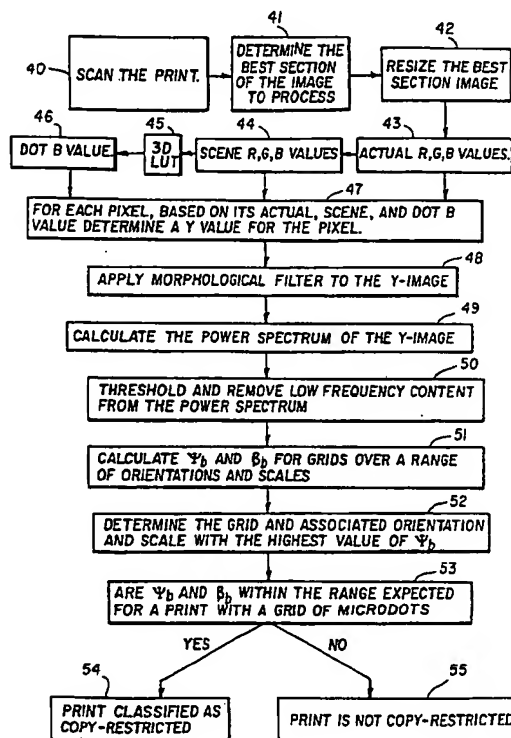 40
SCAN THE PRINT.
41
DETERMINE THE
BEST SECTION
OF THE IMAGE
TO PROCESS
42
RESIZE THE BEST
SECTION IMAGE
46
DOT B VALUE.
45
3D
LUT
44
SCENE R,G,B VALUES
43
ACTUAL R,G,B VALUES.
47
FOR EACH PIXEL, BASED ON ITS ACTUAL, SCENE, AND DOT B
VALUE DETERMINE A Y VALUE FOR THE PIXEL.
48
APPLY MORPHOLOGICAL FILTER TO THE Y-IMAGE
49
CALCULATE THE POWER SPECTRUM OF THE Y-IMAGE
50
THRESHOLD AND REMOVE LOW FREQUENCY CONTENT
FROM THE POWER SPECTRUM
51
CALCULATE Ψb AND βb FOR GRIDS OVER A RANGE
OF ORIENTATIONS AND SCALES
52
DETERMINE THE GRID AND ASSOCIATED ORIENTATION
AND SCALE WITH THE HIGHEST VALUE OF Ψb.
53
ARE Ψb AND βb WITHIN THE RANGE EXPECTED
FOR A PRINT WITH A GRID OF MICRODOTS
YES
NO
54
PRINT CLASSIFIED AS
COPY-RESTRICTED
55
PRINT IS NOT COPY-RESTRICTED